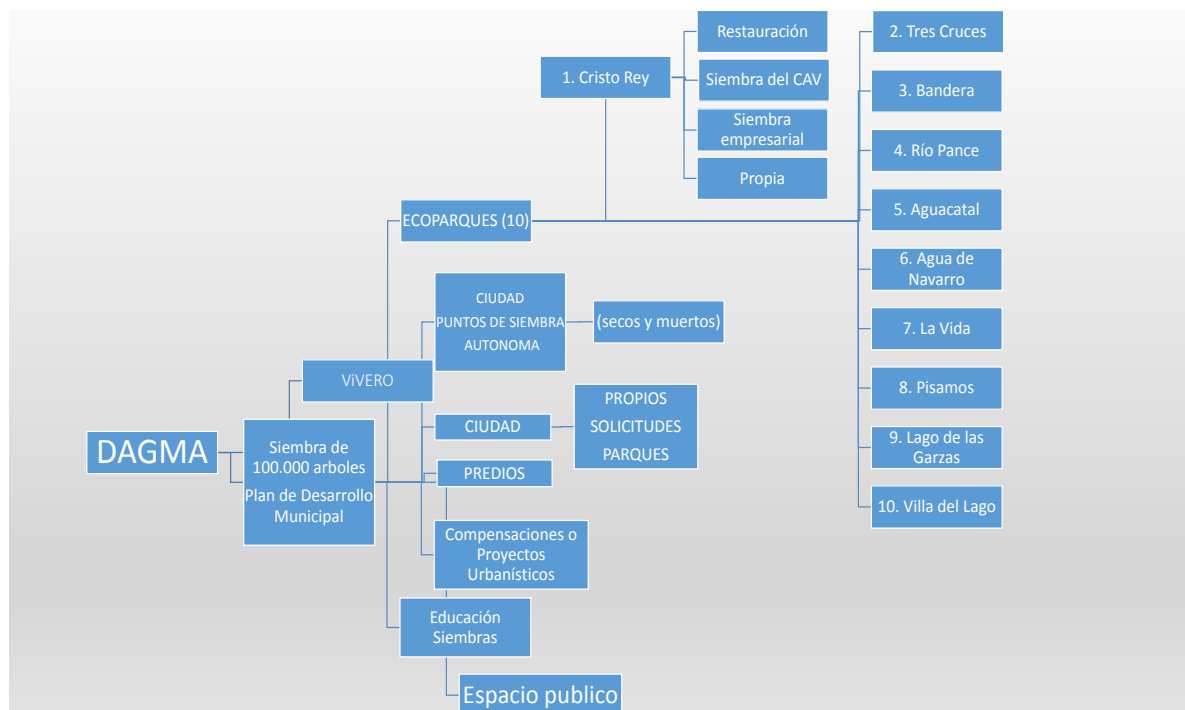 DAGMA
ViVERO
Siembra de
100.000 arboles
Plan de Desarrollo
Municipal
ECOPARQUES (10)
1. Cristo Rey
Restauración
Siembra del CAV
Siembra
empresarial
Propia
2. Tres Cruces
3. Bandera
4. Río Pance
5. Aguacatal
6. Agua de
Navarro
7. La Vida
8. Pisamos
9. Lago de las
Garzas
10. Villa del Lago
CIUDAD
PUNTOS DE SIEMBRA
AUTONOMA
(secos y muertos)
CIUDAD
PROPIOS
SOLICITUDES
PARQUES
PREDIOS
Compensaciones o
Proyectos
Urbanísticos
Educación
Siembras
Espacio publico